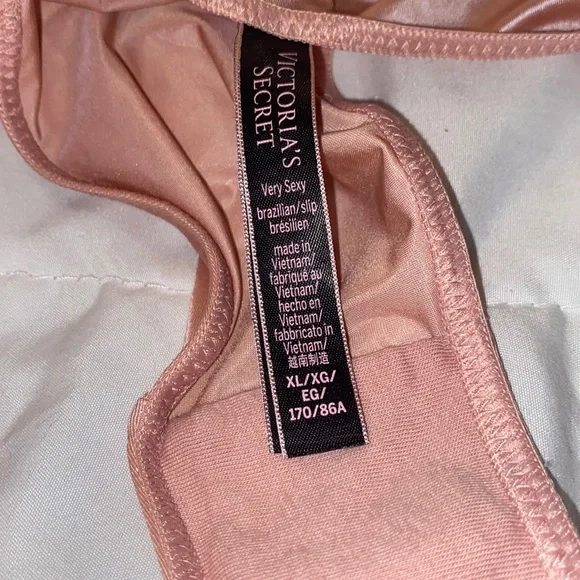 VICTORIA'S
SECRET
Very Sexy
brazilian/slip
brésilien
made in
Vietnam/
fabriqué au
Vietnam/
hecho en
Vietnam/
fabbricato in
Vietnam/
越南制造
XL/XG/
EG/
170/86A